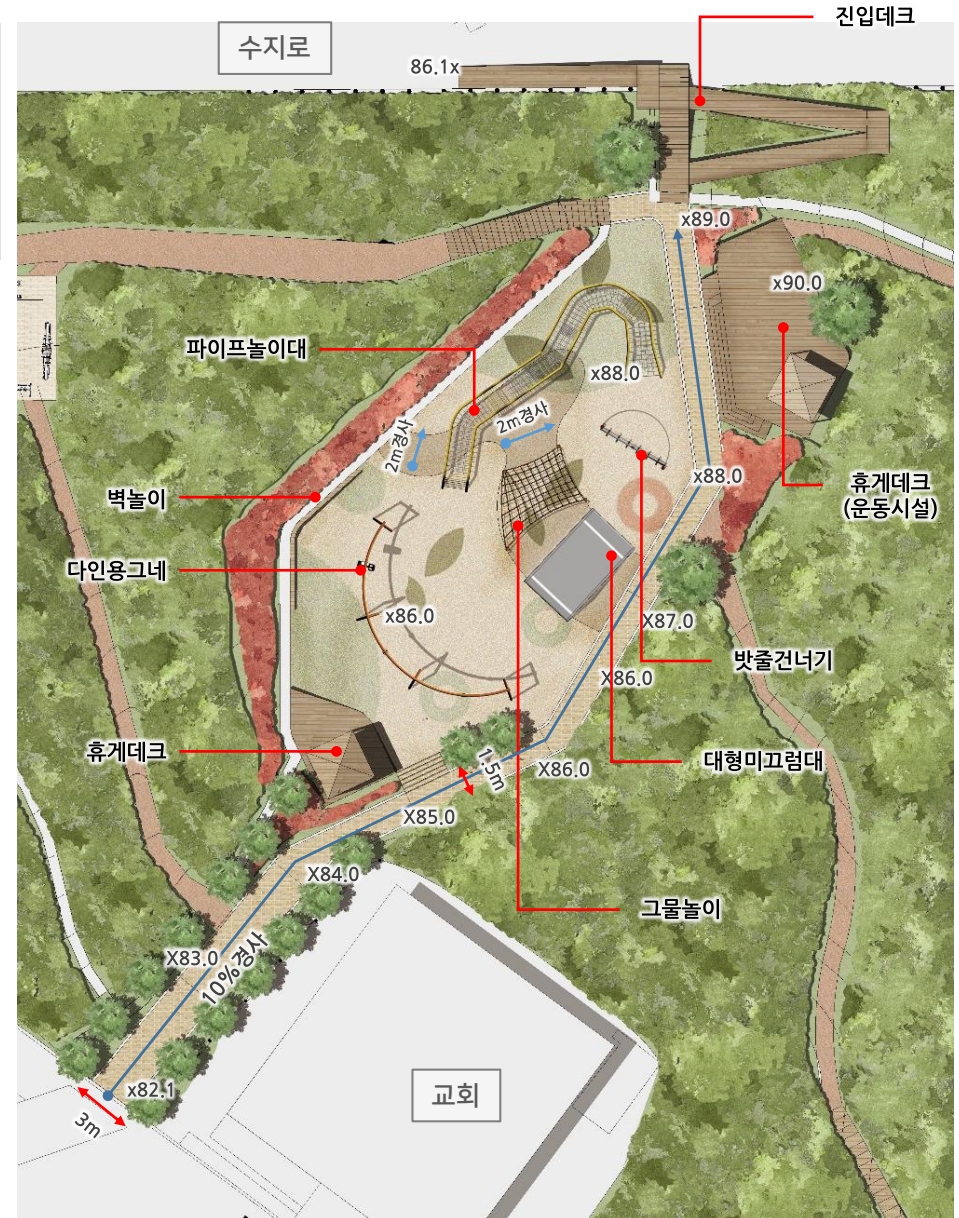 진입데크
수지로
86.1x
x89.0
x90.0
파이프놀이대
x88.0
2m경사
2m경사
x88.0
휴게데크
(운동시설)
벽놀이
다인용그네
x86.0
X87.0
밧줄건너기
X86.0
휴게데크
대형미끄럼대
X86.0
1.5m
X85.0
X84.0
그물놀이
X83.0
10%경사
x82.1
교회
3m